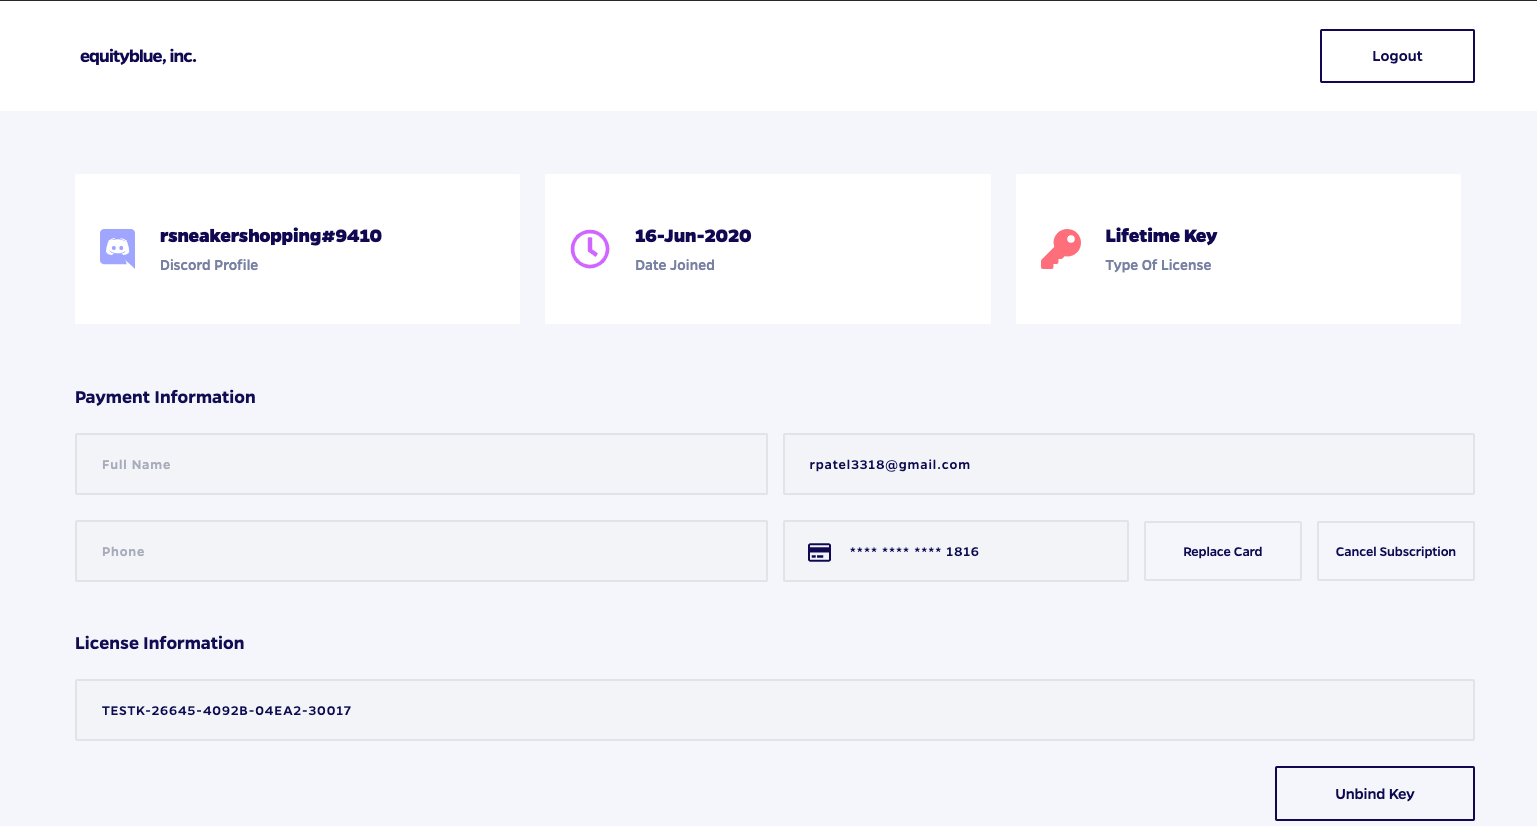 equityblue, inc.
Logout
rsneakershopping#9410
Discord Profile
16-Jun-2020
Date Joined
Lifetime Key
Type Of License
Payment Information
Full Name
rpatel3318@gmail.com
Phone
**** **** **** 1816
Replace Card
Cancel Subscription
License Information
TESTK-26645-4092B-04EA2-30017
Unbind Key